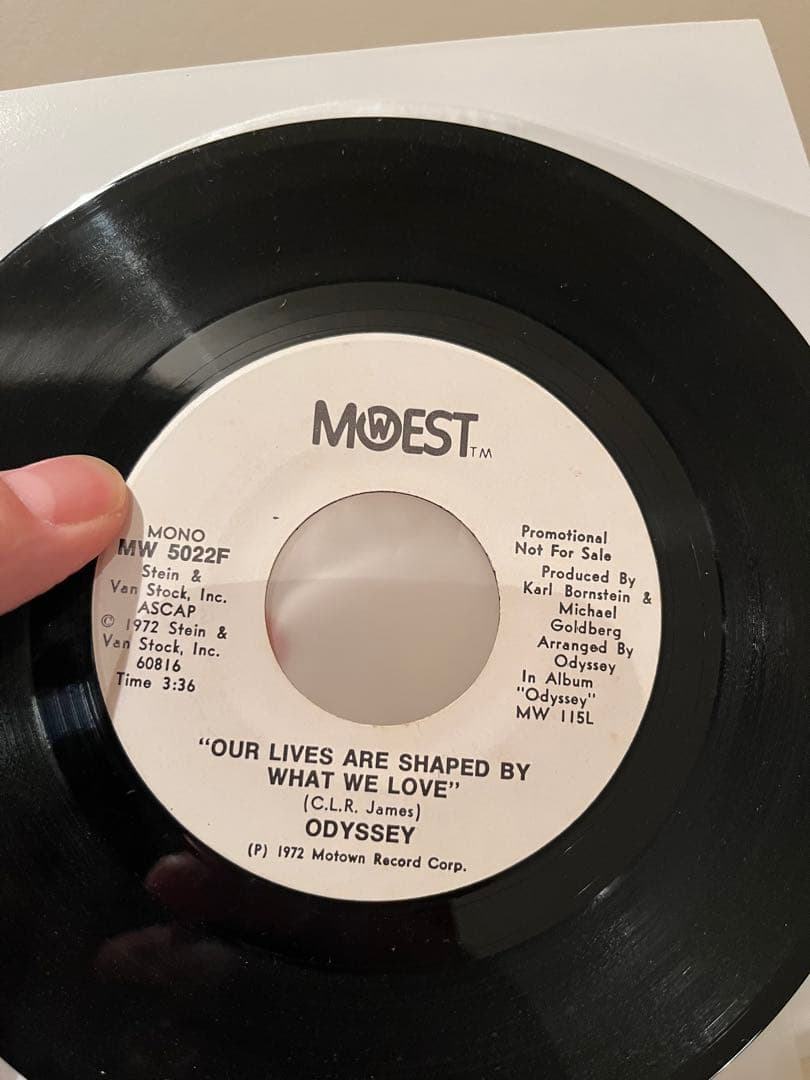 MOWEST TM
MONO
MW 5022F
Stein &
Van Stock, Inc.
ASCAP
© 1972 Stein &
Van Stock, Inc.
60816
Time 3:36
Promotional
Not For Sale
Produced By
Karl Bornstein &
Michael
Goldberg
Arranged By
Odyssey
In Album
"Odyssey"
MW 115L
"OUR LIVES ARE SHAPED BY
WHAT WE LOVE"
(C.L.R. James)
ODYSSEY
(P) 1972 Motown Record Corp.